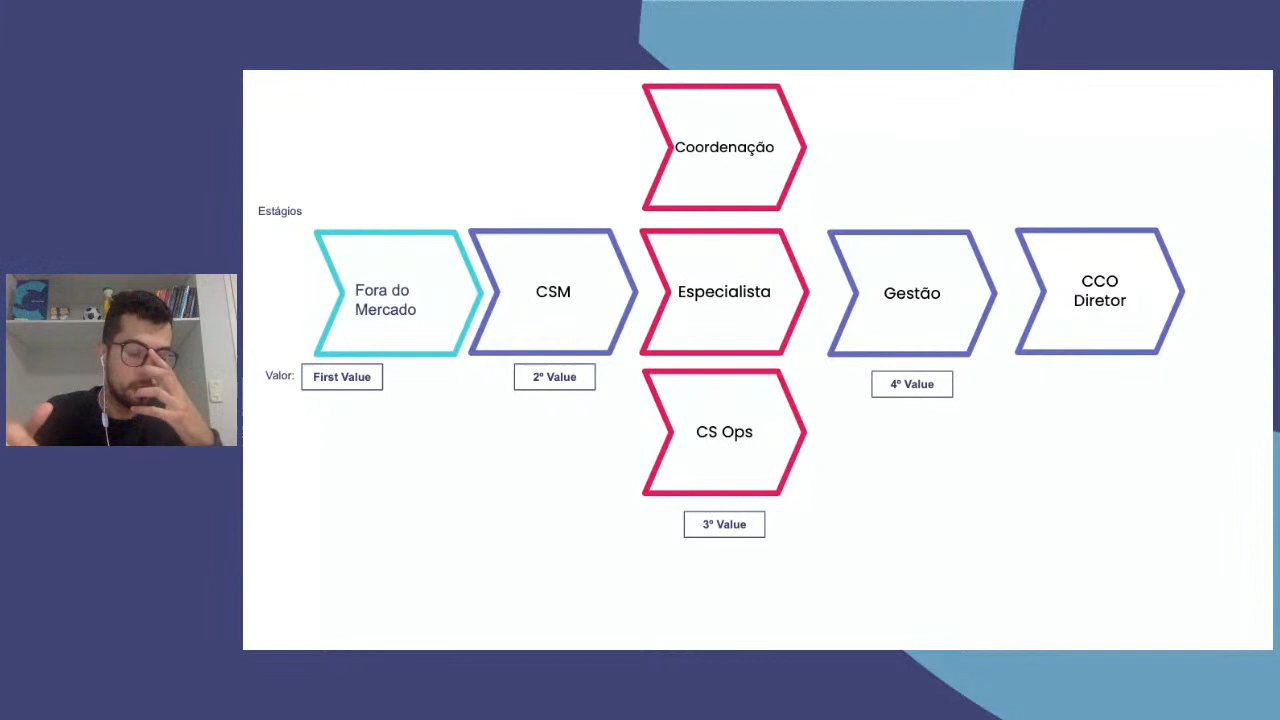 Coordenação
Estágios
Fora do
Mercado
CSM
Especialista
Gestão
CCO
Diretor
Valor:
First Value
2º Value
4º Value
CS Ops
3º Value